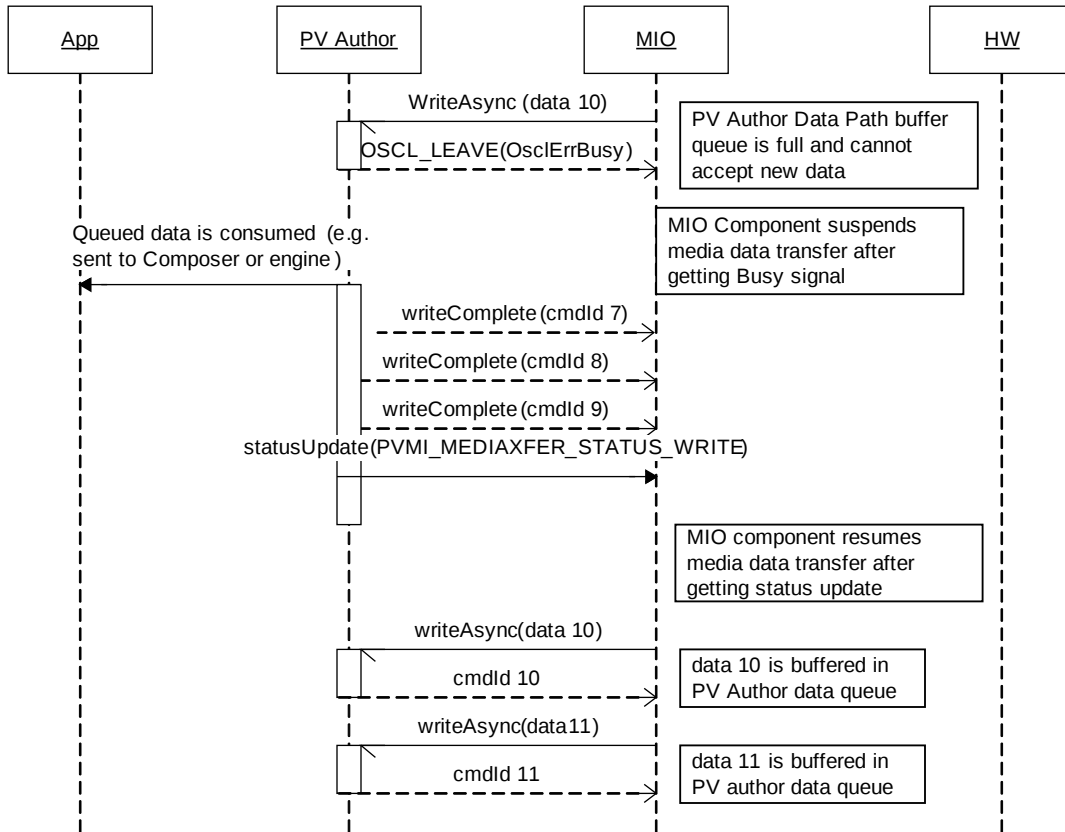 App
PV Author
MIO
HW
WriteAsync (data 10)
PV Author Data Path buffer
queue is full and cannot
accept new data
OSCL_LEAVE(OsclErrBusy)
MIO Component suspends
media data transfer after
getting Busy signal
Queued data is consumed (e.g.
sent to Composer or engine)
writeComplete(cmdId 7)
writeComplete(cmdId 8)
writeComplete(cmdId 9)
statusUpdate(PVMI_MEDIAXFER_STATUS_WRITE)
MIO component resumes
media data transfer after
getting status update
writeAsync(data 10)
cmdId 10
data 10 is buffered in
PV Author data queue
writeAsync(data11)
cmdId 11
data 11 is buffered in
PV author data queue